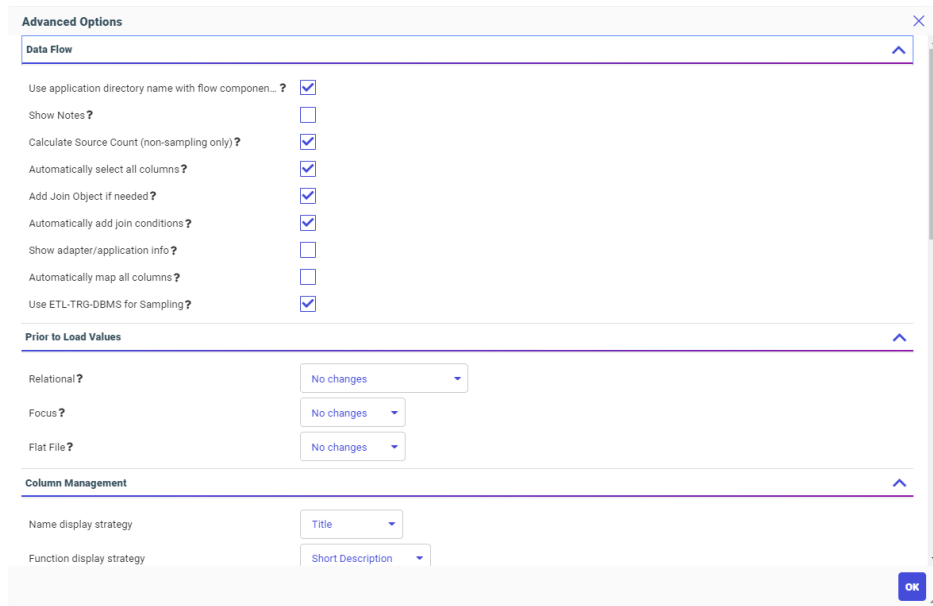 Advanced Options
Data Flow
Use application directory name with flow componen... ?
Show Notes ?
Calculate Source Count (non-sampling only) ?
Automatically select all columns ?
Add Join Object if needed ?
Automatically add join conditions ?
Show adapter/application info ?
Automatically map all columns ?
Use ETL-TRG-DBMS for Sampling ?
Prior to Load Values
Relational ? No changes
Focus ? No changes
Flat File ? No changes
Column Management
Name display strategy Title
Function display strategy Short Description
OK